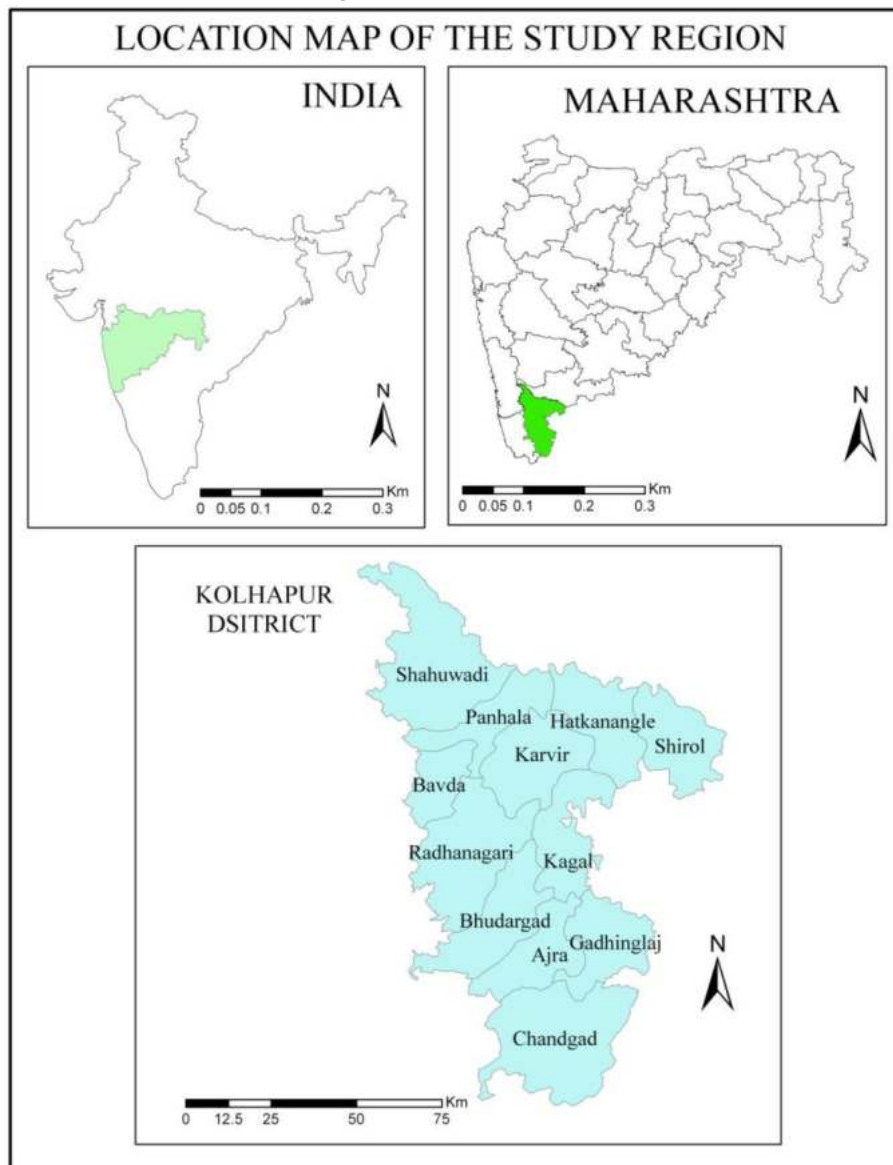 LOCATION MAP OF THE STUDY REGION
INDIA
N
Km
0 0.05 0.1 0.2 0.3
MAHARASHTRA
N
Km
0 0.05 0.1 0.2 0.3
KOLHAPUR
DSITRICT
Shahuwadi
Panhala
Hatkanangle
Shirol
Karvir
Bavda
Radhanagari
Kagal
Bhudargad
Gadhinglaj
Ajra
Chandgad
N
Km
0 12.5 25 50 75